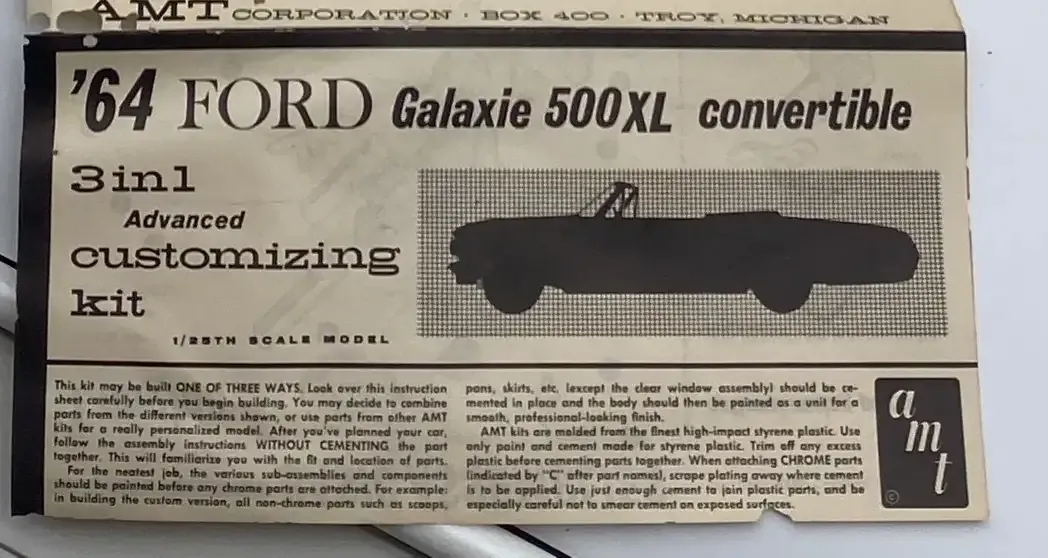 AMT CORPORATION · BOX 400 · TROY, MICHIGAN
'64 FORD Galaxie 500XL convertible
3 in 1
Advanced
customizing
kit
1/25TH SCALE MODEL
This kit may be built ONE OF THREE WAYS. Look over this instruction
sheet carefully before you begin building. You may decide to combine
parts from the different versions shown, or use parts from other AMT
kits for a really personalized model. After you've planned your car,
follow the assembly instructions WITHOUT CEMENTING the part
together. This will familiarize you with the fit and location of parts.
For the neatest job, the various sub-assemblies and components
should be painted before any chrome parts are attached. For example:
in building the custom version, all non-chrome parts such as scoops,
pans, skirts, etc. (except the clear window assembly) should be ce-
mented in place and the body should then be painted as a unit for a
smooth, professional-looking finish.
AMT kits are molded from the finest high-impact styrene plastic. Use
only paint and cement made for styrene plastic. Trim off any excess
plastic before cementing parts together. When attaching CHROME parts
(indicated by "C" after part names), scrape plating away where cement
is to be applied. Use just enough cement to join plastic parts, and be
especially careful not to smear cement on exposed surfaces.
a
m
t
©